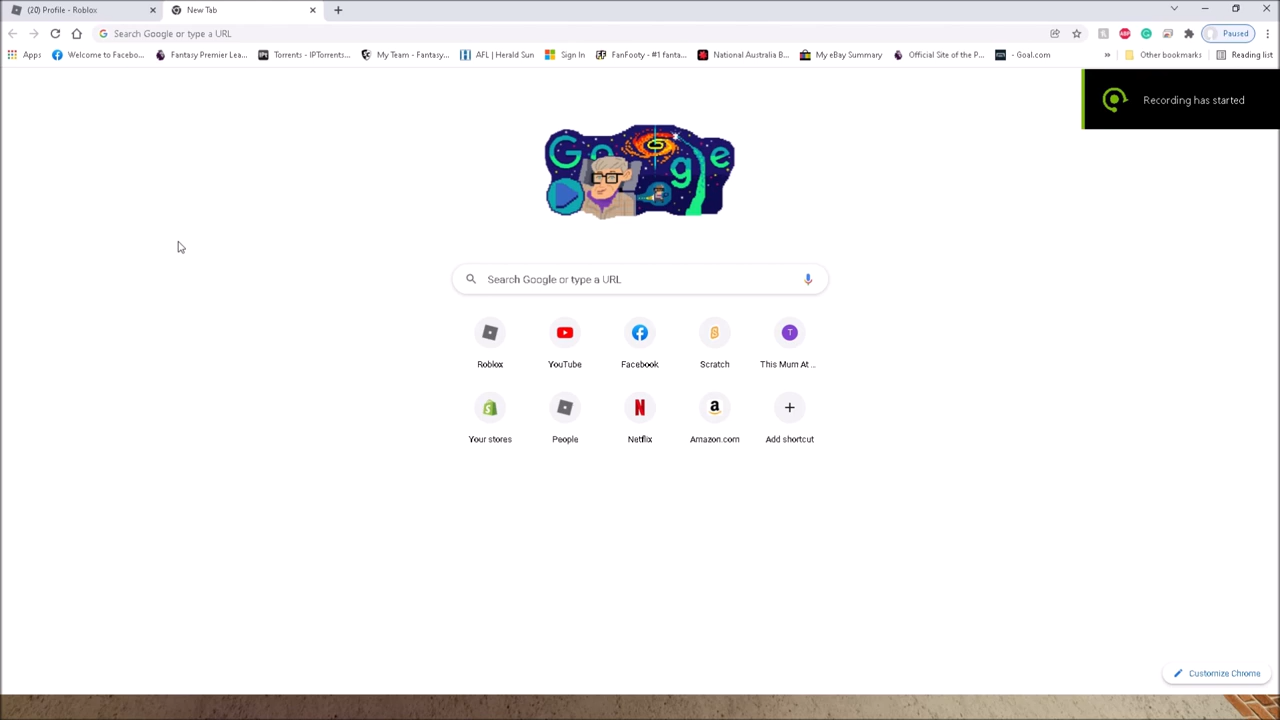 (20) Profile - Roblox
New Tab
Search Google or type a URL
Paused
Apps
Welcome to Facebo...
Fantasy Premier Lea...
Torrents - IPTorrents...
My Team - Fantasy...
AFL | Herald Sun
Sign In
FanFooty - #1 fanta...
National Australia B...
My eBay Summary
Official Site of the P...
- Goal.com
»
Other bookmarks
Reading list
Recording has started
Google
Search Google or type a URL
Roblox
YouTube
Facebook
Scratch
This Mum At ...
Your stores
People
Netflix
Amazon.com
Add shortcut
Customize Chrome